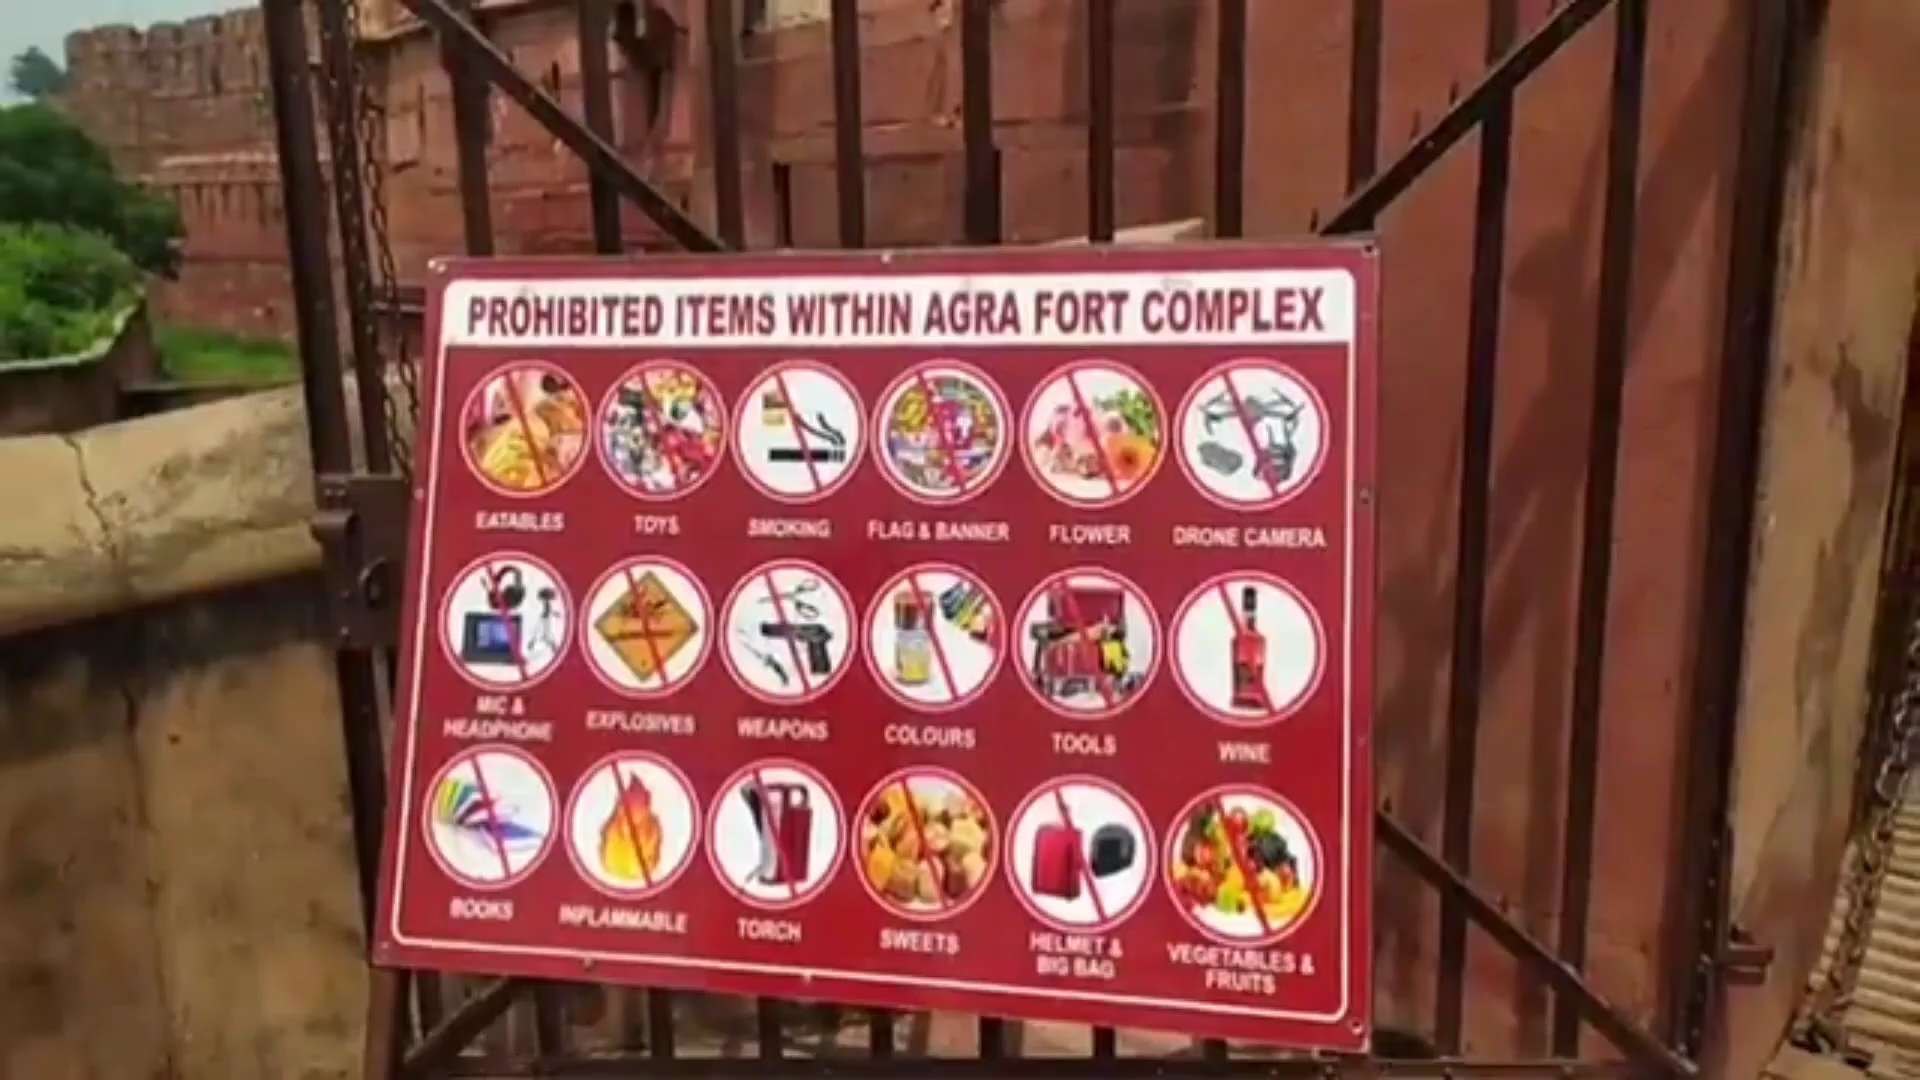 PROHIBITED ITEMS WITHIN AGRA FORT COMPLEX
EATABLES
TOYS
SMOKING
FLAG & BANNER
FLOWER
DRONE CAMERA
MIC &
HEADPHONE
EXPLOSIVES
WEAPONS
COLOURS
TOOLS
WINE
BOOKS
INFLAMMABLE
TORCH
SWEETS
HELMET &
BIG BAG
VEGETABLES &
FRUITS